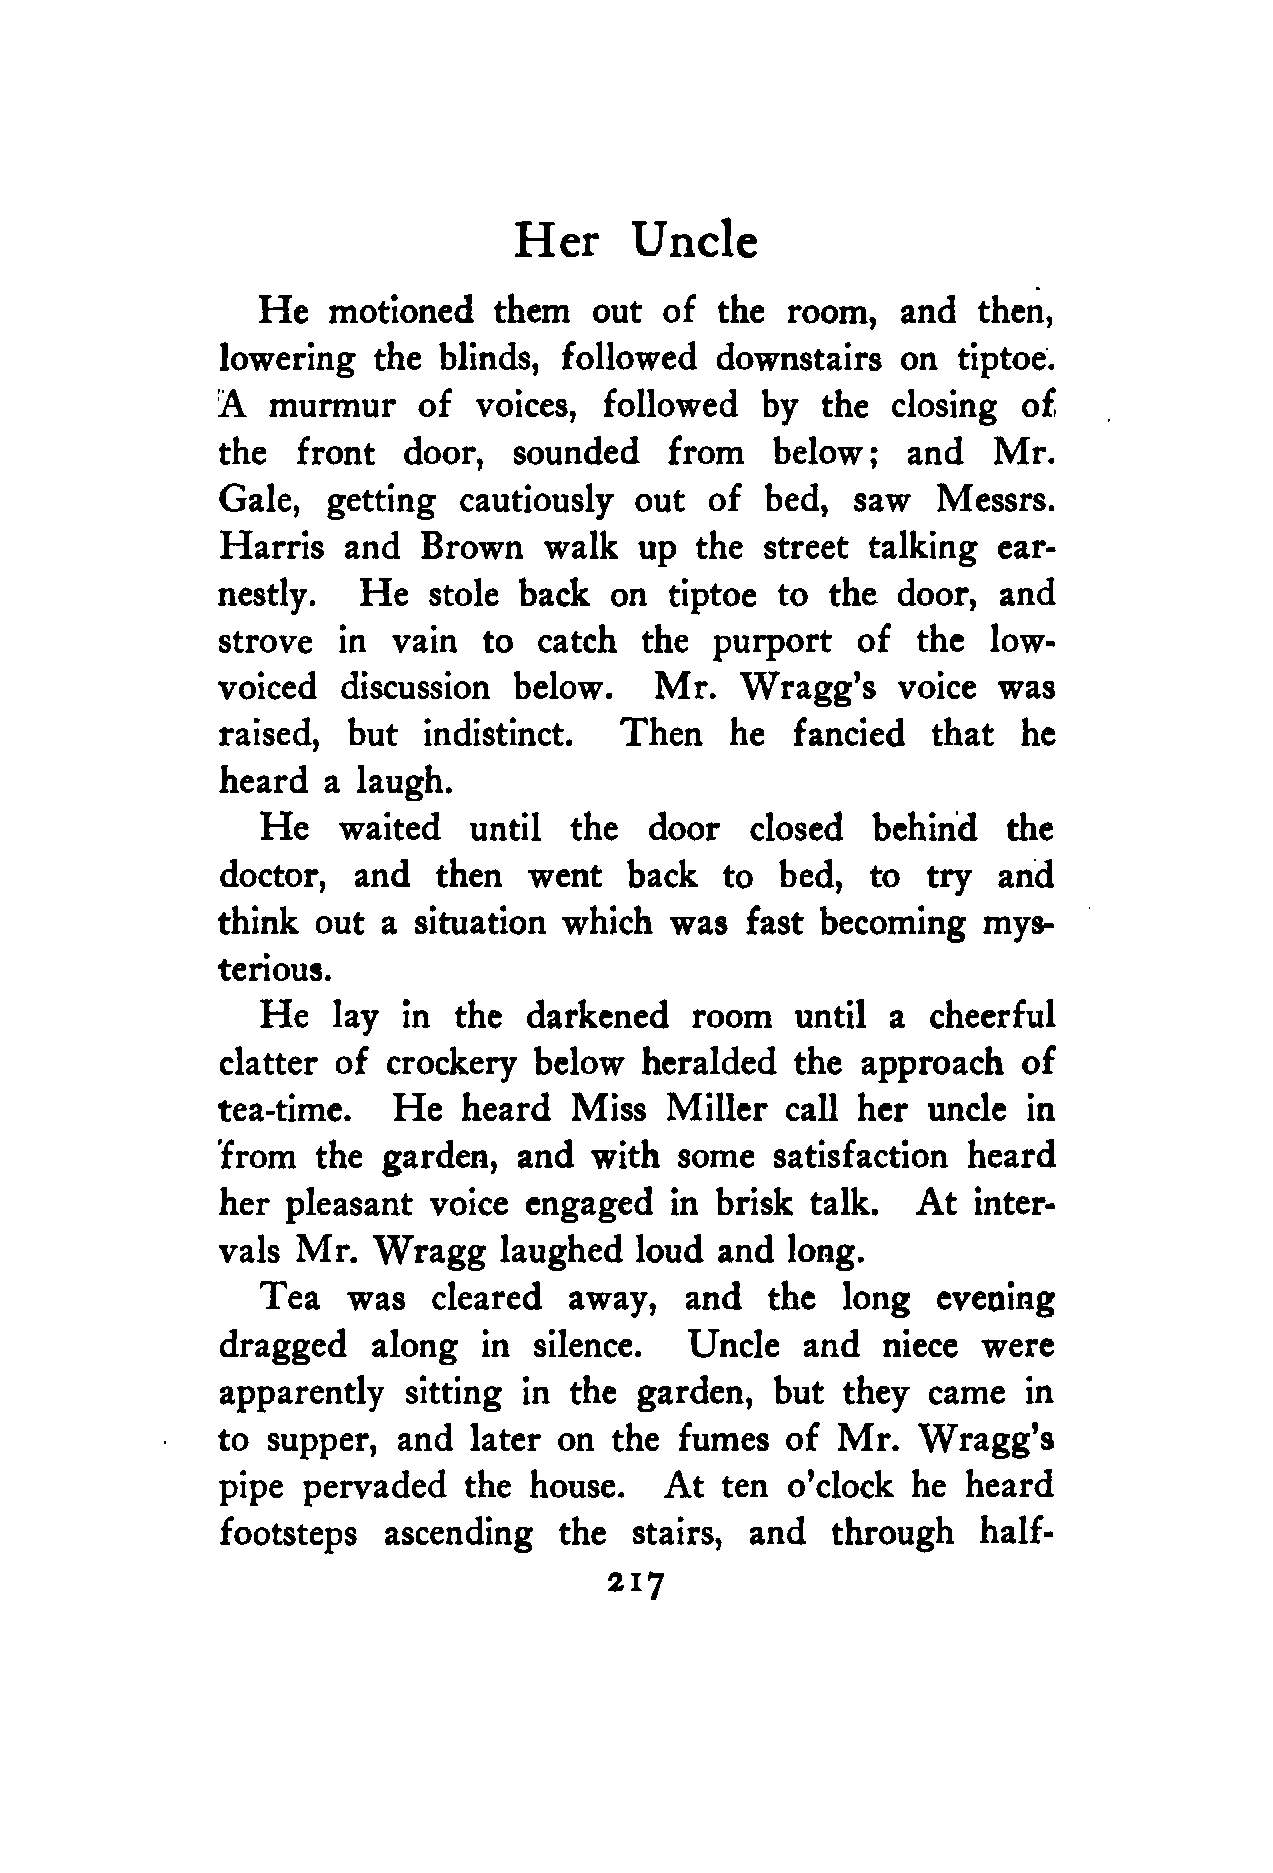 Her Uncle
He motioned them out of the room, and then,
lowering the blinds, followed downstairs on tiptoe.
A murmur of voices, followed by the closing of
the front door, sounded from below; and Mr.
Gale, getting cautiously out of bed, saw Messrs.
Harris and Brown walk up the street talking ear-
nestly. He stole back on tiptoe to the door, and
strove in vain to catch the purport of the low-
voiced discussion below. Mr. Wragg's voice was
raised, but indistinct. Then he fancied that he
heard a laugh.
He waited until the door closed behind the
doctor, and then went back to bed, to try and
think out a situation which was fast becoming mys-
terious.
He lay in the darkened room until a cheerful
clatter of crockery below heralded the approach of
tea-time. He heard Miss Miller call her uncle in
from the garden, and with some satisfaction heard
her pleasant voice engaged in brisk talk. At inter-
vals Mr. Wragg laughed loud and long.
Tea was cleared away, and the long evening
dragged along in silence. Uncle and niece were
apparently sitting in the garden, but they came in
to supper, and later on the fumes of Mr. Wragg's
pipe pervaded the house. At ten o'clock he heard
footsteps ascending the stairs, and through half-
217